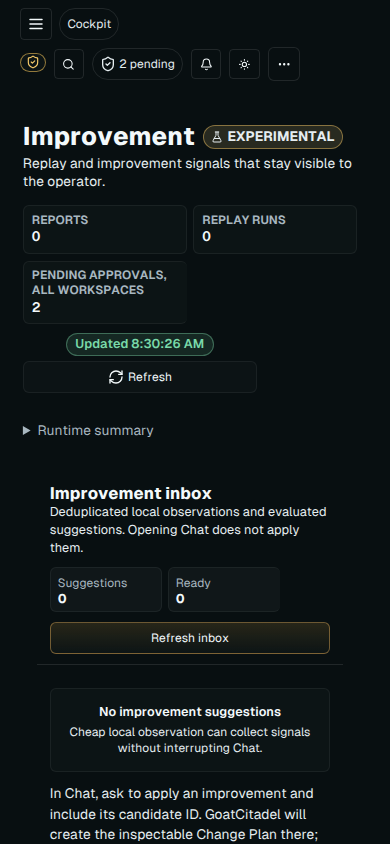 Cockpit
2 pending
Improvement
EXPERIMENTAL
Replay and improvement signals that stay visible to
the operator.
REPORTS
0
REPLAY RUNS
0
PENDING APPROVALS,
ALL WORKSPACES
2
Updated 8:30:26 AM
Refresh
Runtime summary
Improvement inbox
Deduplicated local observations and evaluated
suggestions. Opening Chat does not apply
them.
Suggestions
0
Ready
0
Refresh inbox
No improvement suggestions
Cheap local observation can collect signals
without interrupting Chat.
In Chat, ask to apply an improvement and
include its candidate ID. GoatCitadel will
create the inspectable Change Plan there;